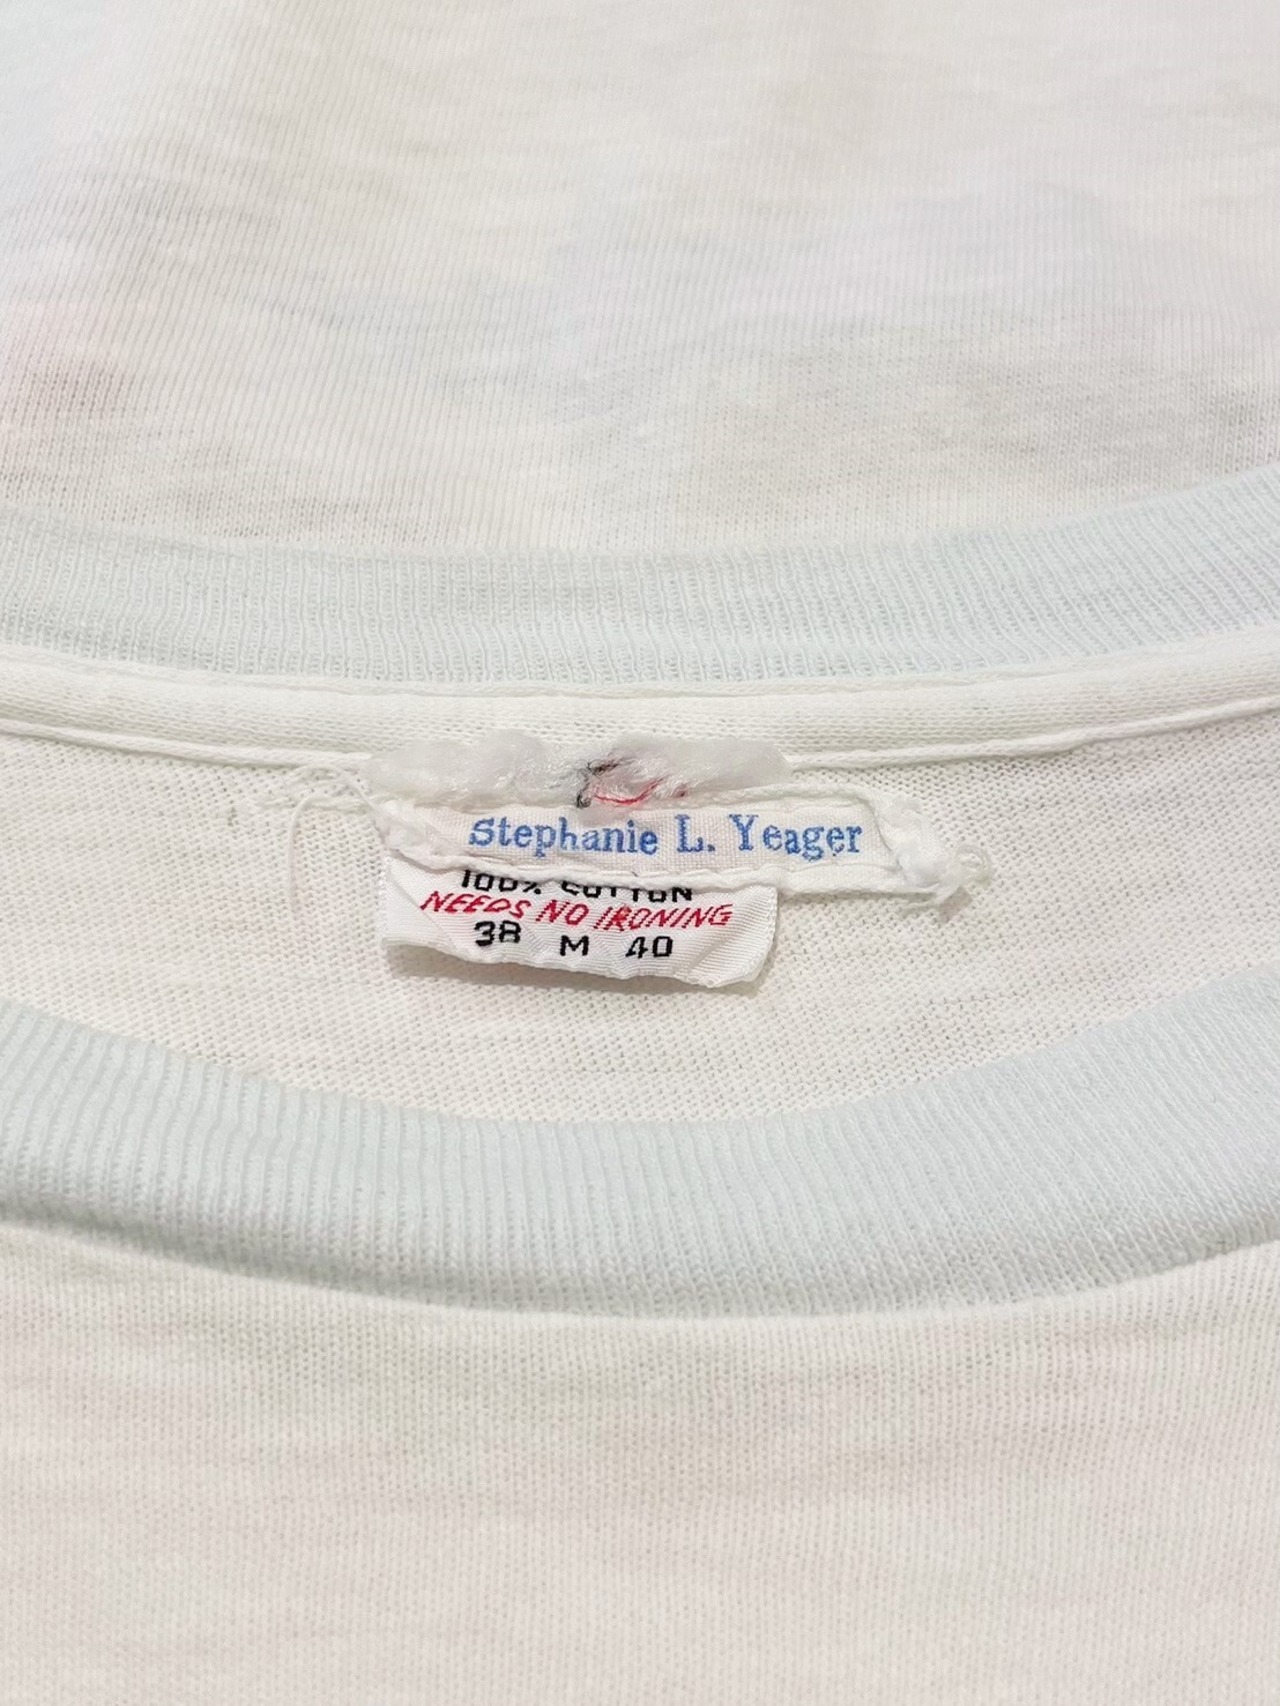 Stephanie L. Yeager
100% COTTON
NEEDS NO IRONING
38 M 40